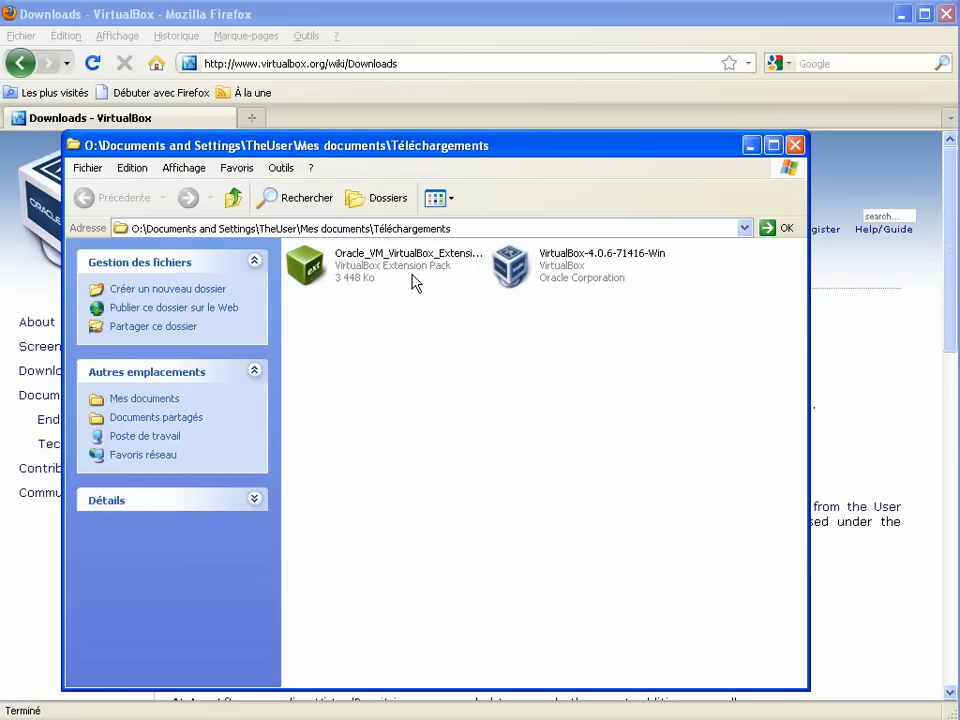 Downloads - VirtualBox - Mozilla Firefox
Fichier Édition Affichage Historique Marque-pages Outils ?
http://www.virtualbox.org/wiki/Downloads
Google
Les plus visités Débuter avec Firefox À la une
Downloads - VirtualBox
O:\Documents and Settings\TheUser\Mes documents\Téléchargements
Fichier Edition Affichage Favoris Outils ?
Précédente Rechercher Dossiers
Adresse O:\Documents and Settings\TheUser\Mes documents\Téléchargements OK
Gestion des fichiers
Créer un nouveau dossier
Publier ce dossier sur le Web
Partager ce dossier
Autres emplacements
Mes documents
Documents partagés
Poste de travail
Favoris réseau
Détails
ext
Oracle_VM_VirtualBox_Extensi...
VirtualBox Extension Pack
3 448 Ko
VirtualBox-4.0.6-71416-Win
VirtualBox
Oracle Corporation
ORACLE
search...
gister Help/Guide
About
Screen
Downlo
Docum
End
Tec
Contrib
Commu
from the User
sed under the
Terminé